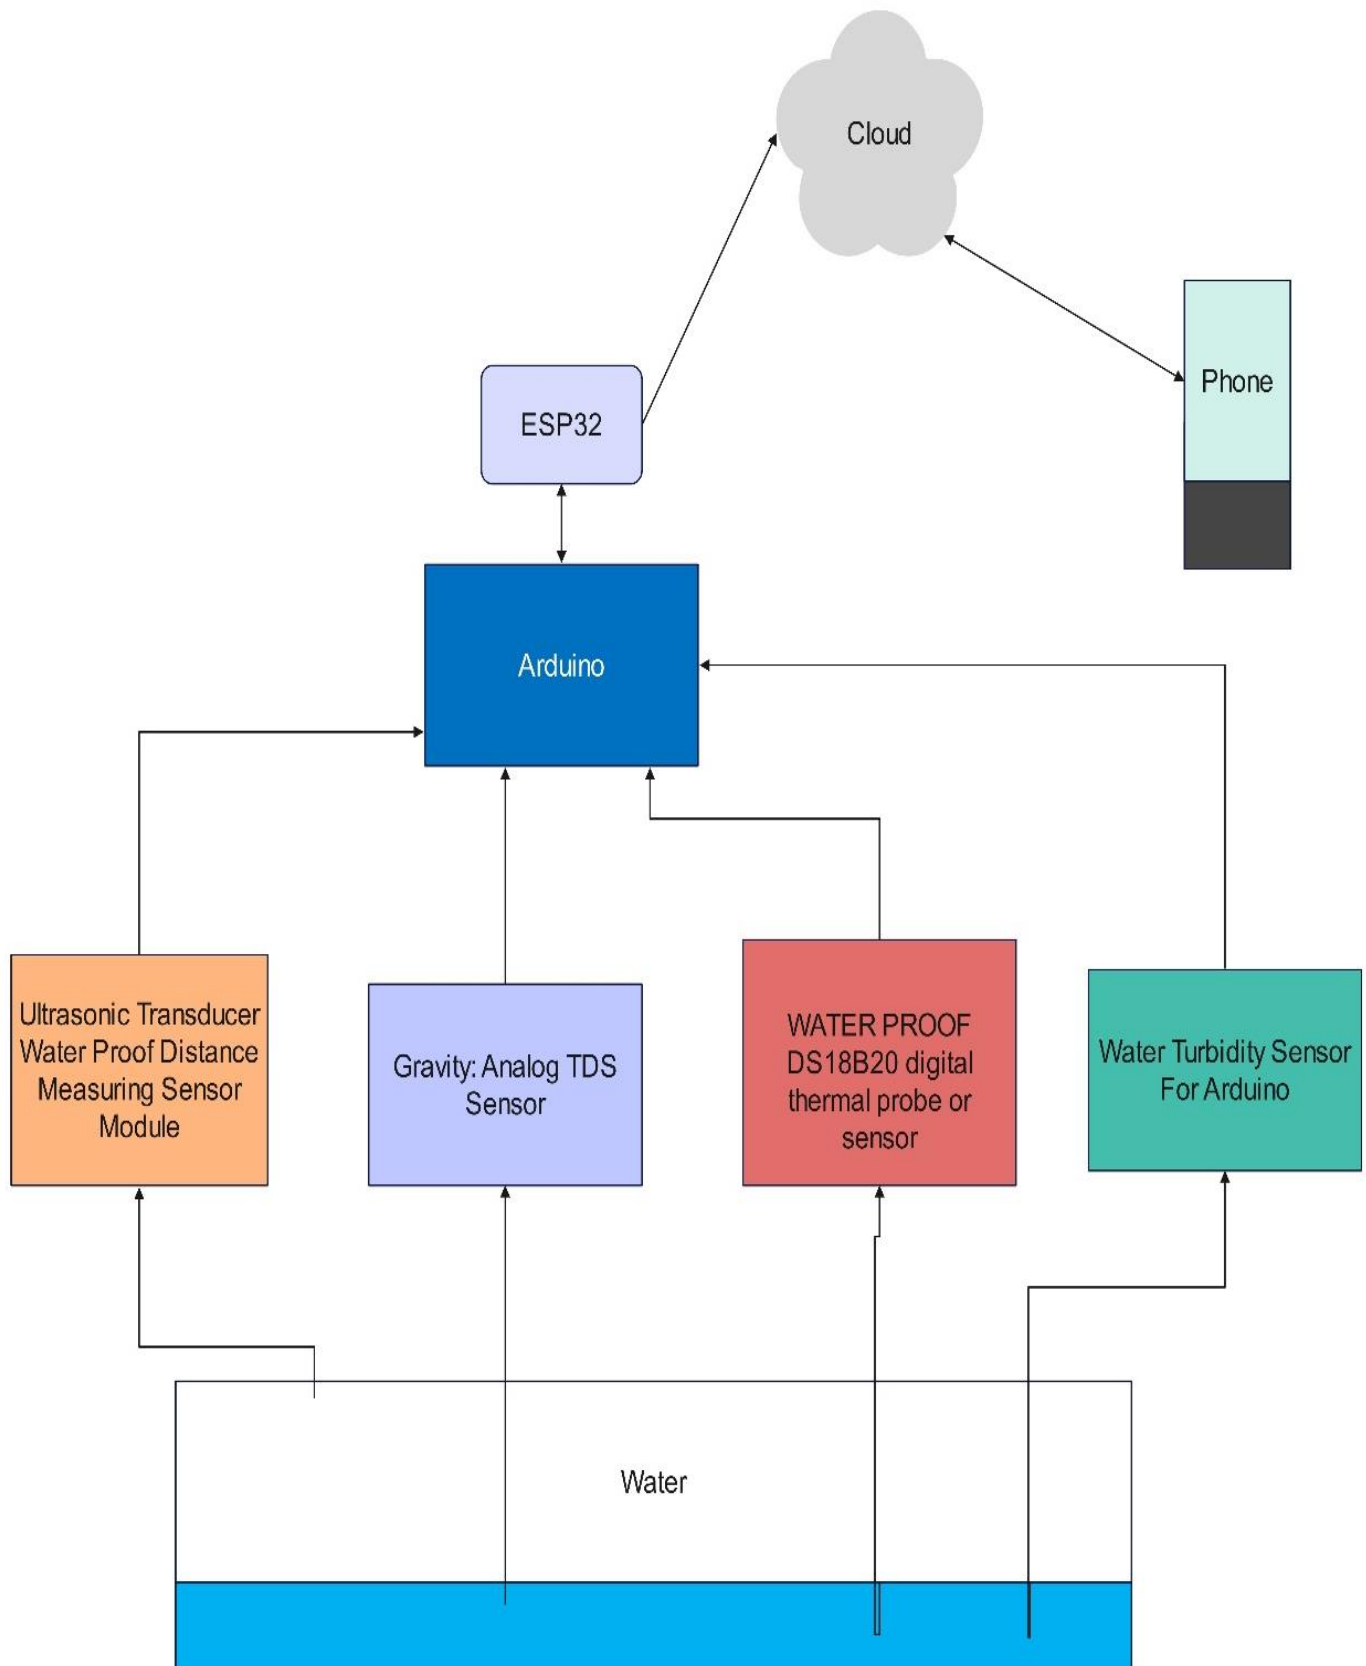 Cloud
Phone
ESP32
Arduino
Ultrasonic Transducer
Water Proof Distance
Measuring Sensor
Module
Gravity: Analog TDS
Sensor
WATER PROOF
DS18B20 digital
thermal probe or
sensor
Water Turbidity Sensor
For Arduino
Water